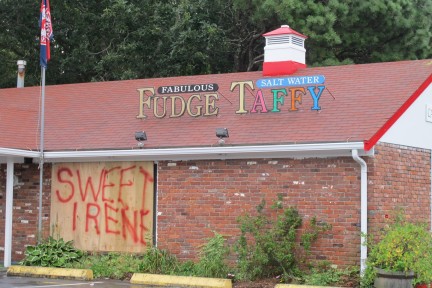 FABULOUS
FUDGE
SALT WATER
TAFFY
SWEET
IRENE